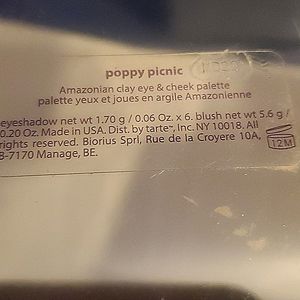 poppy picnic
Amazonian clay eye & cheek palette
palette yeux et joues en argile Amazonienne
eyeshadow net wt 1.70 g / 0.06 Oz. x 6. blush net wt 5.6 g /
0.20 Oz. Made in USA. Dist. by tarte™, Inc. NY 10018. All
rights reserved. Biorius Sprl, Rue de la Croyere 10A,
B-7170 Manage, BE.
12M